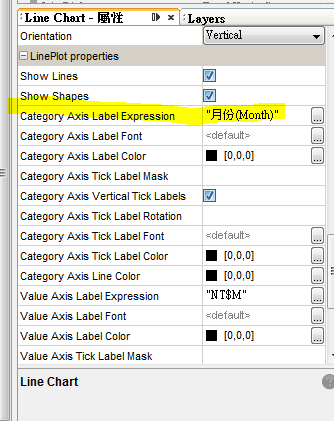 Line Chart - 屬性 Layers
Orientation Vertical
LinePlot properties
Show Lines
Show Shapes
Category Axis Label Expression "月份(Month)" ...
Category Axis Label Font <default> ...
Category Axis Label Color [0,0,0] ...
Category Axis Tick Label Mask
Category Axis Vertical Tick Labels
Category Axis Tick Label Rotation
Category Axis Tick Label Font <default> ...
Category Axis Tick Label Color [0,0,0] ...
Category Axis Line Color [0,0,0] ...
Value Axis Label Expression "NT$M" ...
Value Axis Label Font <default> ...
Value Axis Label Color [0,0,0] ...
Value Axis Tick Label Mask
Line Chart